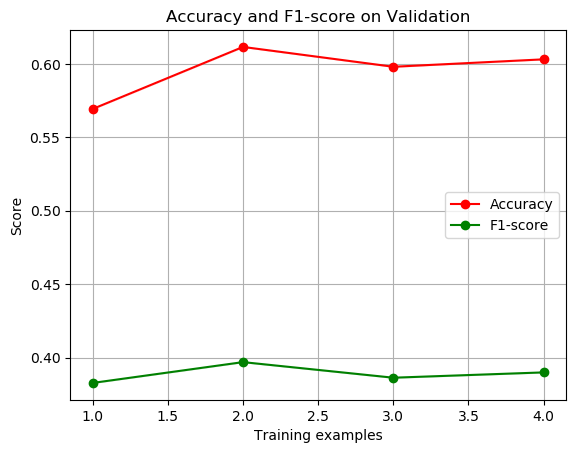 Accuracy and F1-score on Validation
Score
0.60
0.55
0.50
0.45
0.40
Accuracy
F1-score
1.0 1.5 2.0 2.5 3.0 3.5 4.0
Training examples